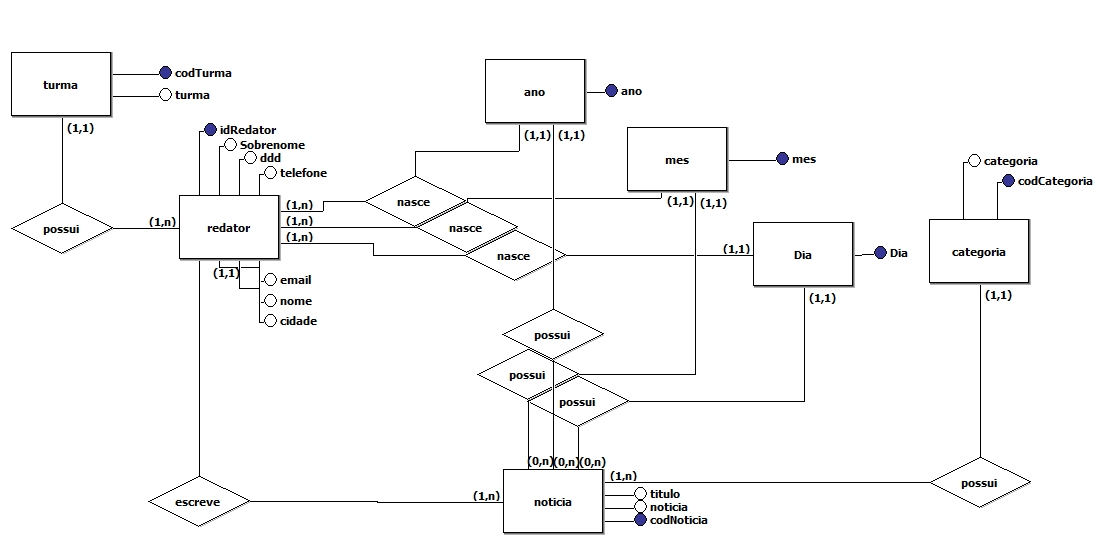 turma
codTurma
turma
(1,1)
possui
(1,n)
idRedator
Sobrenome
ddd
telefone
redator
(1,n)
(1,n)
(1,n)
(1,1)
email
nome
cidade
ano
ano
(1,1)
(1,1)
mes
mes
(1,1)
(1,1)
nasce
nasce
nasce
(1,1)
Dia
Dia
(1,1)
categoria
codCategoria
categoria
(1,1)
possui
possui
possui
(0,n)
(0,n)
(0,n)
escreve
(1,n)
noticia
(1,n)
titulo
noticia
codNoticia
possui